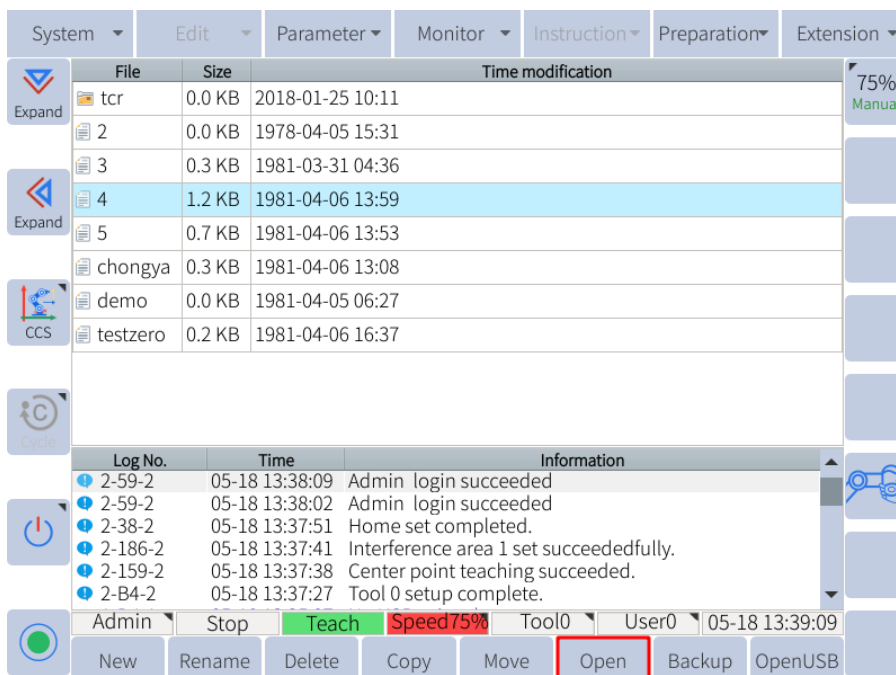 System Edit Parameter Monitor Instruction Preparation Extension
Expand
Expand
CCS
Cycle
File Size Time modification
tcr 0.0 KB 2018-01-25 10:11
2 0.0 KB 1978-04-05 15:31
3 0.3 KB 1981-03-31 04:36
4 1.2 KB 1981-04-06 13:59
5 0.7 KB 1981-04-06 13:53
chongya 0.3 KB 1981-04-06 13:08
demo 0.0 KB 1981-04-05 06:27
testzero 0.2 KB 1981-04-06 16:37
75%
Manua
Log No. Time Information
2-59-2 05-18 13:38:09 Admin login succeeded
2-59-2 05-18 13:38:02 Admin login succeeded
2-38-2 05-18 13:37:51 Home set completed.
2-186-2 05-18 13:37:41 Interference area 1 set succeededfully.
2-159-2 05-18 13:37:38 Center point teaching succeeded.
2-B4-2 05-18 13:37:27 Tool 0 setup complete.
Admin Stop Teach Speed75% Tool0 User0 05-18 13:39:09
New Rename Delete Copy Move Open Backup OpenUSB